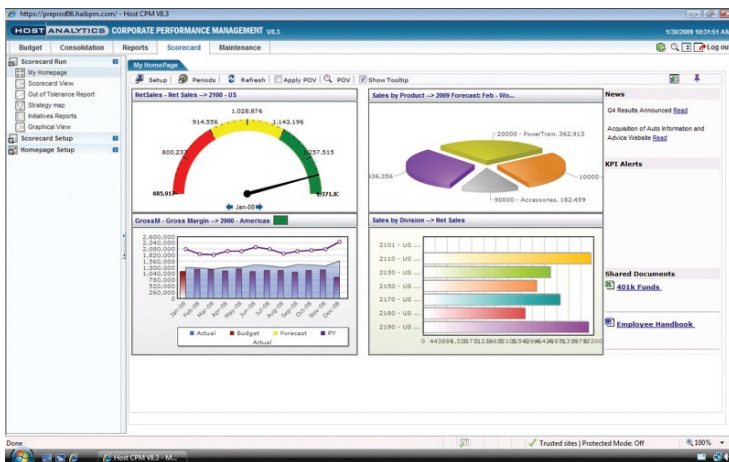 https://preprod06.haibpm.com/ - Host CPM V8.3
HOST ANALYTICS CORPORATE PERFORMANCE MANAGEMENT V8.3
1/30/2009 10:31:51 AM
Budget Consolidation Reports Scorecard Maintenance
Log ou
Scorecard Run
My Homepage
Scorecard View
Out of Tolerance Report
Strategy map
Initiatives Reports
Graphical View
Scorecard Setup
Homepage Setup
My HomePage
Setup Periods Refresh Apply POV POV Show Tooltip
NetSales - Net Sales --> 2100 - US
685.917
800.237
914.556
1.028.876
1.143.196
1.257.515
Jan-08
Sales by Product --> 2009 Forecast: Feb - Wo...
20000 - PowerTrain. 362,943
436.356
10000
90000 - Accessories. 182.459
News
Q4 Results Announced Read
Acquisition of Auto Information and
Advice Website Read
KPI Alerts
GrossM - Gross Margin --> 2000 - Americas
2,600,000
2,340,000
2,080,000
1,820,000
1,560,000
1,300,000
1,040,000
780,000
520,000
260,000
0
Jan-08 Feb-08 Mar-08 Apr-08 May-08 Jun-08 Jul-08 Aug-08 Sep-08 Oct-08 Nov-08 Dec-08
Actual Budget Forecast PY
Actual
Sales by Division --> Net Sales
2101 - US ...
2110 - US ...
2130 - US ...
2150 - US ...
2170 - US ...
2180 - US ...
2190 - US ...
Shared Documents
401k Funds
Employee Handbook
Done
Trusted sites | Protected Mode: Off
100%
Host CPM V8.3 - M...